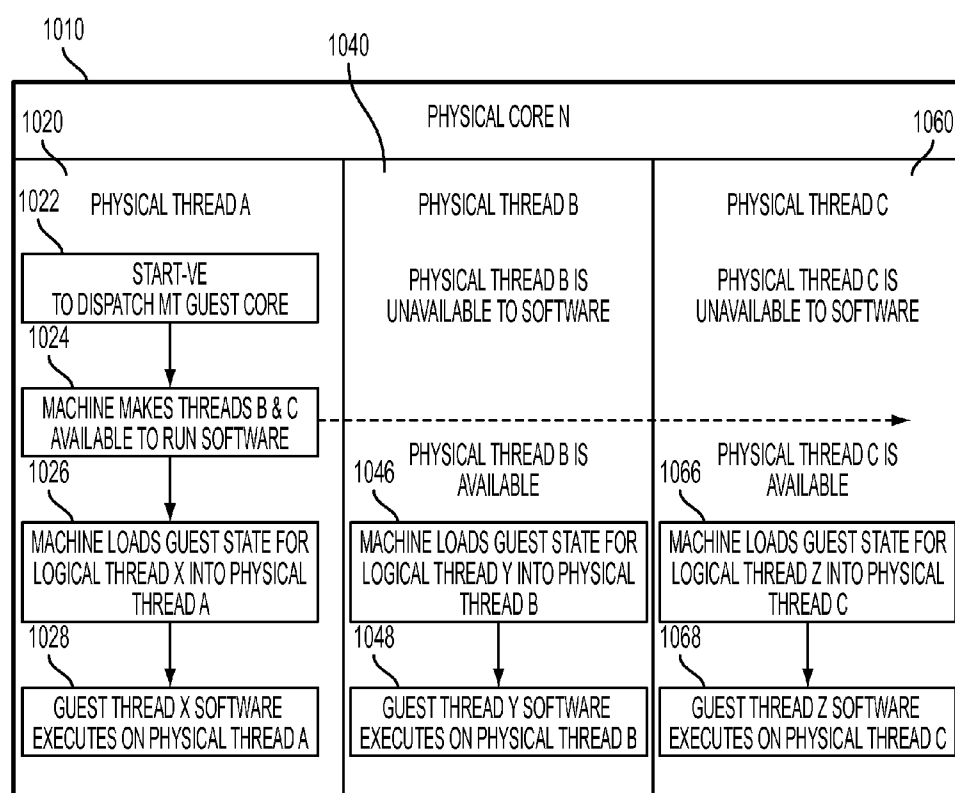 1010
1040
PHYSICAL CORE N
1020
1060
PHYSICAL THREAD A
PHYSICAL THREAD B
PHYSICAL THREAD C
1022
START-VE
TO DISPATCH MT GUEST CORE
PHYSICAL THREAD B IS
UNAVAILABLE TO SOFTWARE
PHYSICAL THREAD C IS
UNAVAILABLE TO SOFTWARE
1024
MACHINE MAKES THREADS B & C
AVAILABLE TO RUN SOFTWARE
PHYSICAL THREAD B IS
AVAILABLE
PHYSICAL THREAD C IS
AVAILABLE
1026
MACHINE LOADS GUEST STATE FOR
LOGICAL THREAD X INTO PHYSICAL
THREAD A
1046
MACHINE LOADS GUEST STATE FOR
LOGICAL THREAD Y INTO PHYSICAL
THREAD B
1066
MACHINE LOADS GUEST STATE FOR
LOGICAL THREAD Z INTO PHYSICAL
THREAD C
1028
GUEST THREAD X SOFTWARE
EXECUTES ON PHYSICAL THREAD A
1048
GUEST THREAD Y SOFTWARE
EXECUTES ON PHYSICAL THREAD B
1068
GUEST THREAD Z SOFTWARE
EXECUTES ON PHYSICAL THREAD C